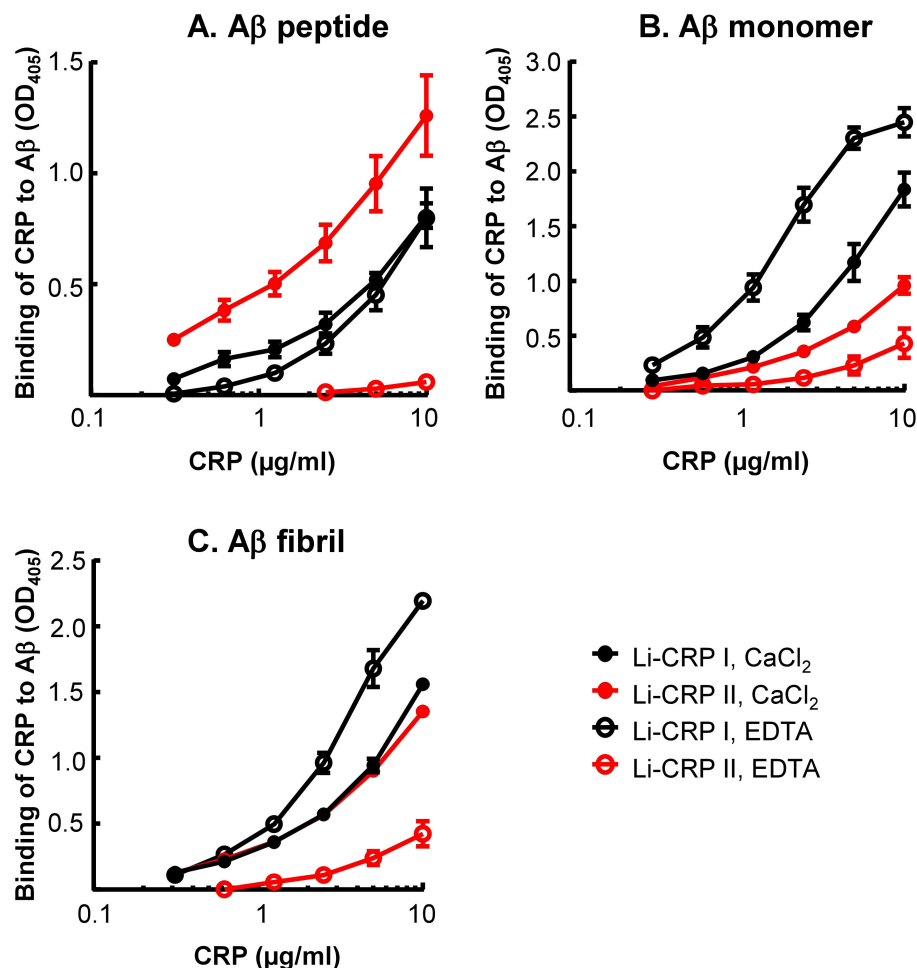 A. Aβ peptide
Binding of CRP to Aβ (OD₄₀₅)
1.5
1.0
0.5
0.1
1
10
CRP (µg/ml)
B. Aβ monomer
Binding of CRP to Aβ (OD₄₀₅)
3.0
2.5
2.0
1.5
1.0
0.5
0.1
1
10
CRP (µg/ml)
C. Aβ fibril
Binding of CRP to Aβ (OD₄₀₅)
2.5
2.0
1.5
1.0
0.5
0.1
1
10
CRP (µg/ml)
Li-CRP I, CaCl₂
Li-CRP II, CaCl₂
Li-CRP I, EDTA
Li-CRP II, EDTA